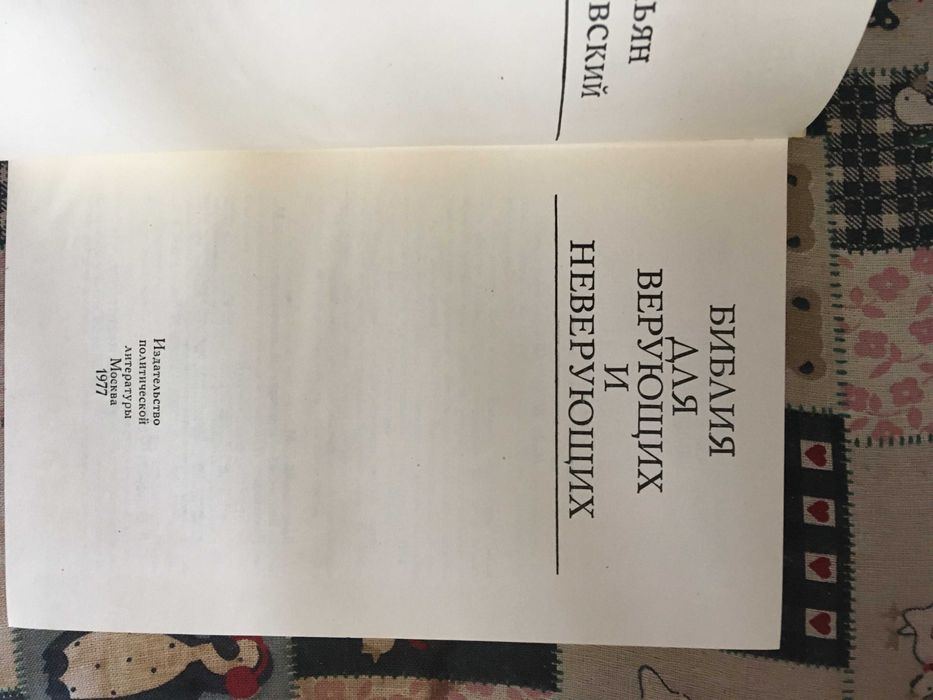 ЬЯН
ВСКИЙ
БИБЛИЯ
ДЛЯ
ВЕРУЮЩИХ
И
НЕВЕРУЮЩИХ
Издательство
политической
литературы
Москва
1977